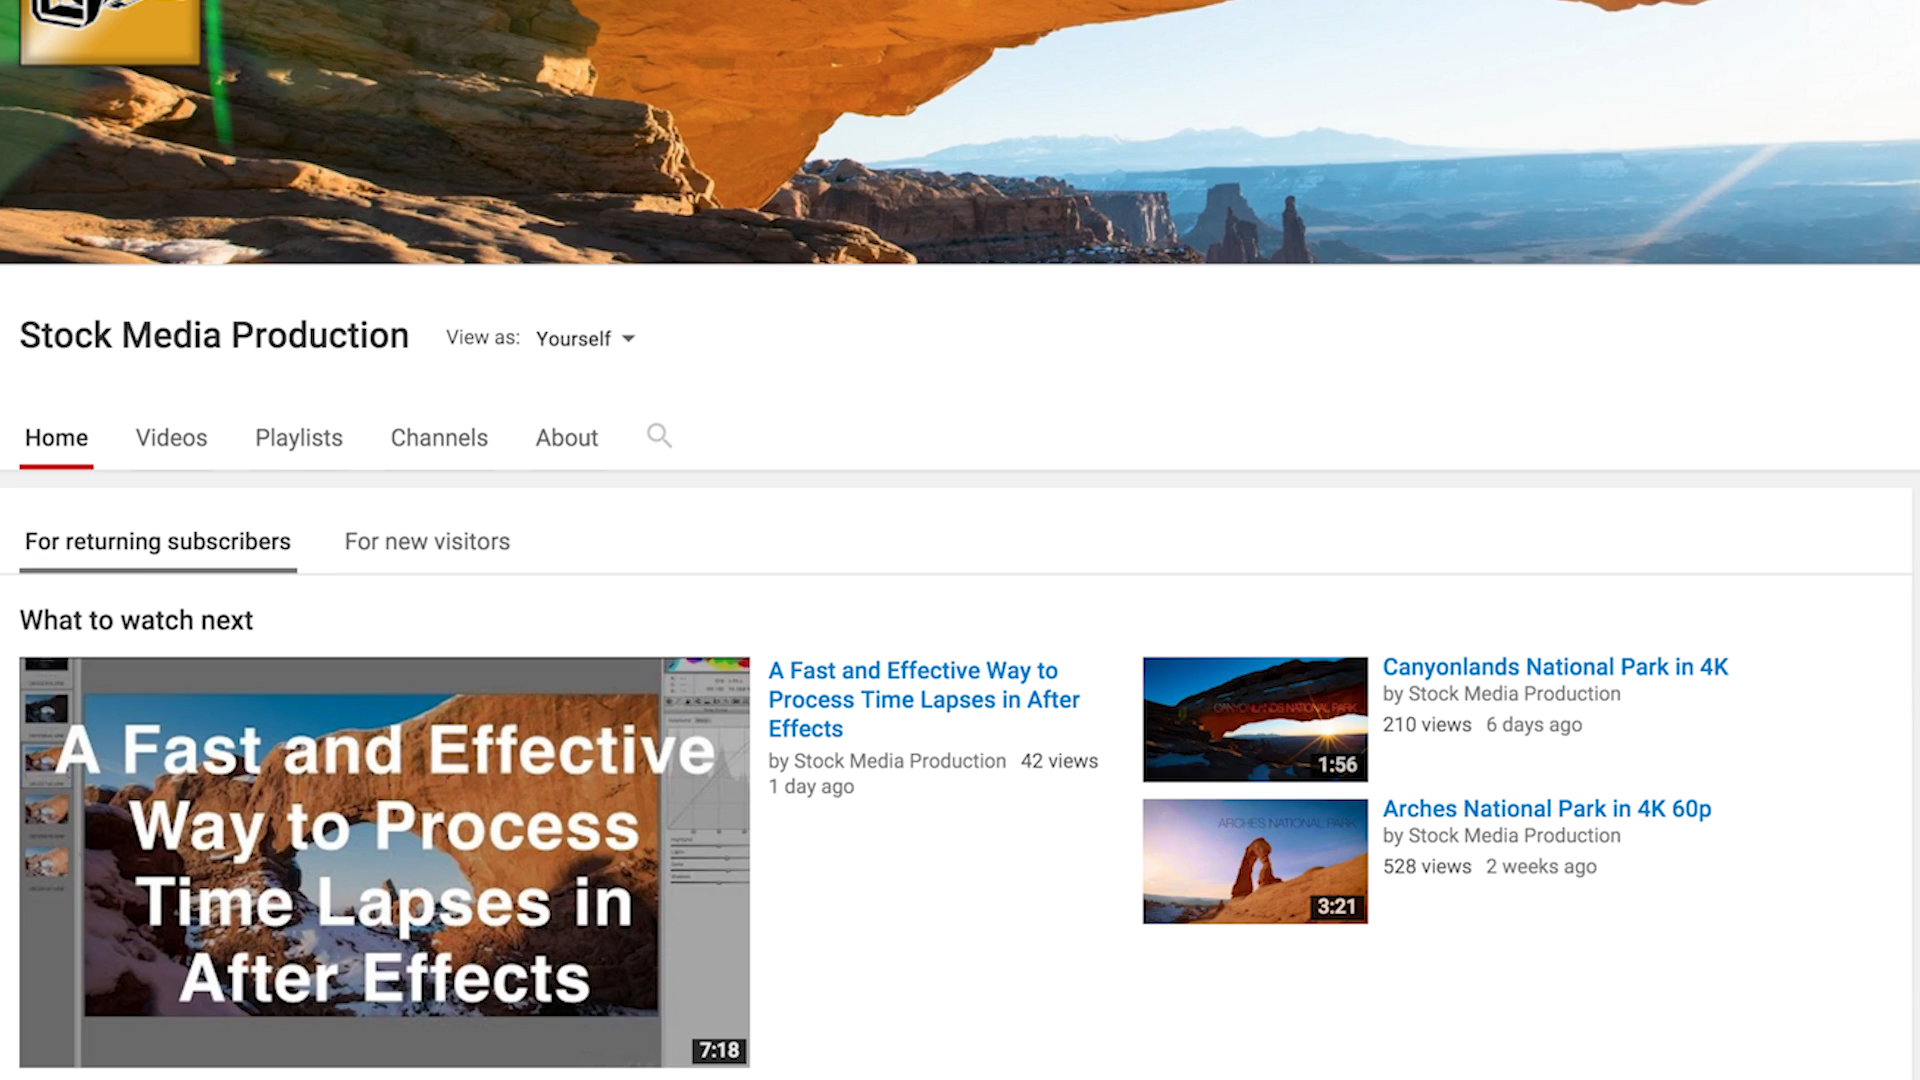 Stock Media Production View as: Yourself
Home Videos Playlists Channels About
For returning subscribers For new visitors
What to watch next
A Fast and Effective
Way to Process
Time Lapses in
After Effects
7:18
A Fast and Effective Way to
Process Time Lapses in After
Effects
by Stock Media Production 42 views
1 day ago
CANYONLANDS NATIONAL PARK
1:56
Canyonlands National Park in 4K
by Stock Media Production
210 views 6 days ago
ARCHES NATIONAL PARK
3:21
Arches National Park in 4K 60p
by Stock Media Production
528 views 2 weeks ago